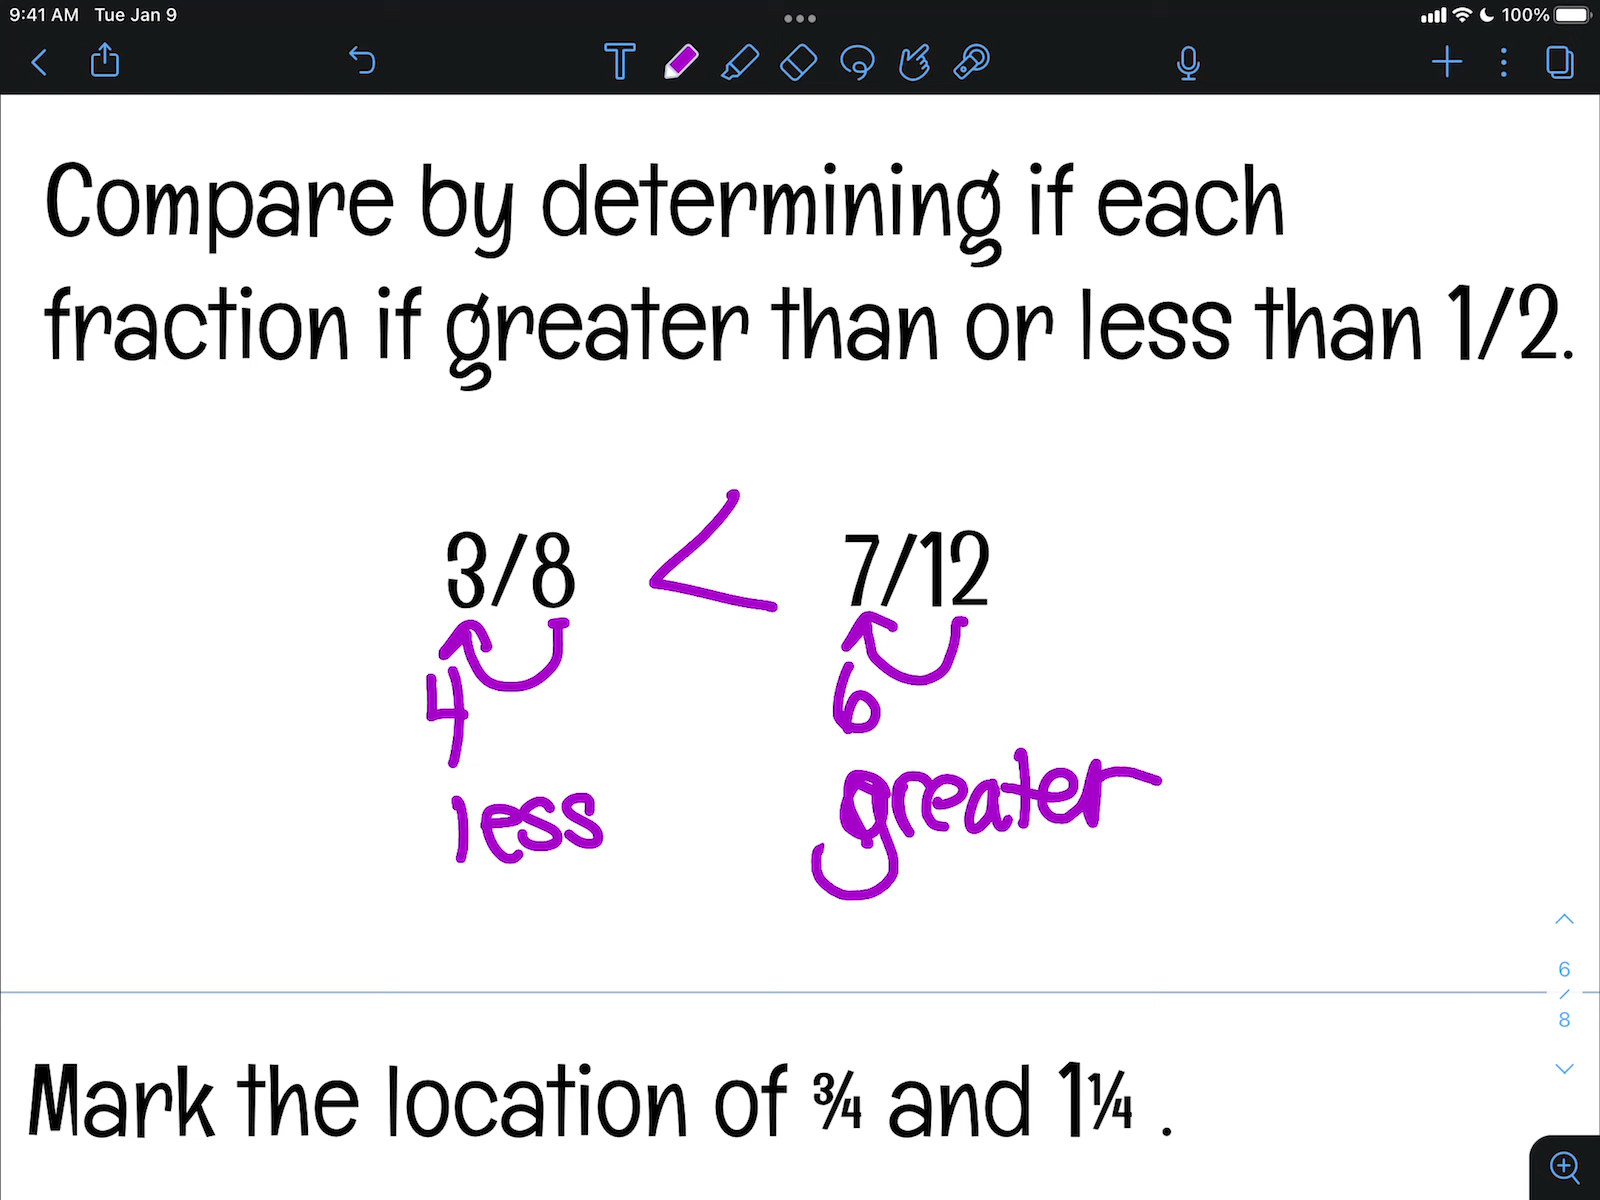 9:41 AM Tue Jan 9 100%
Compare by determining if each
fraction if greater than or less than 1/2.
3/8 < 7/12
4 6
less greater
6
/
8
Mark the location of ¾ and 1¼ .